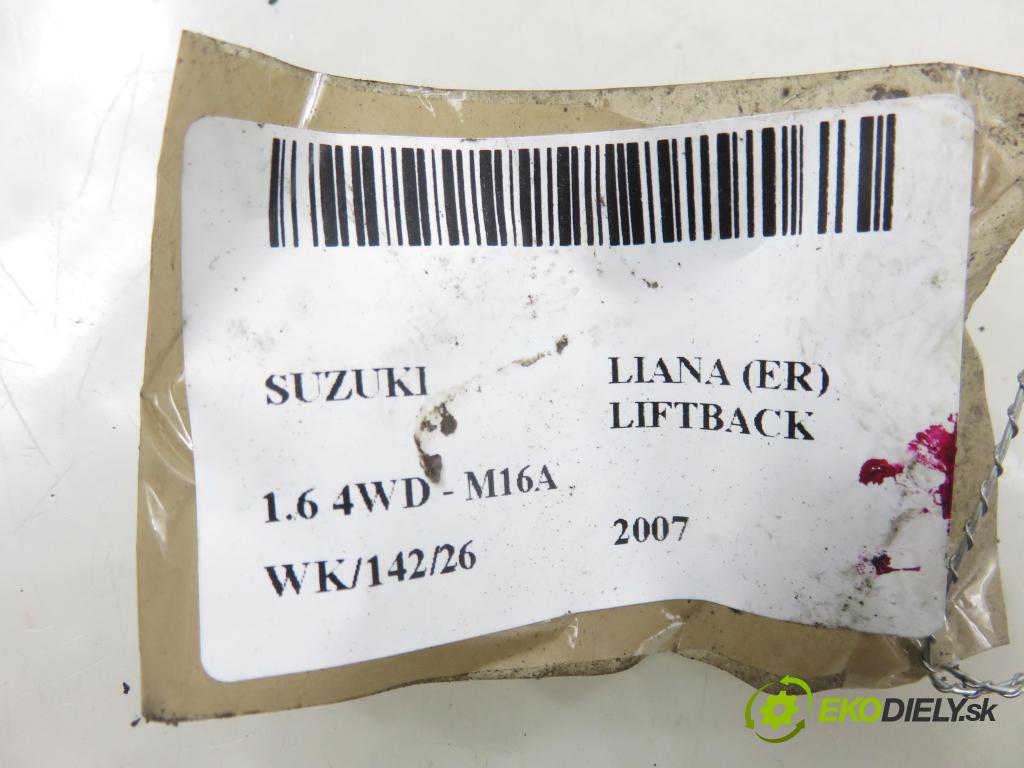 SUZUKI
LIANA (ER)
LIFTBACK
1.6 4WD - M16A
2007
WK/142/26
EKODIELY.sk